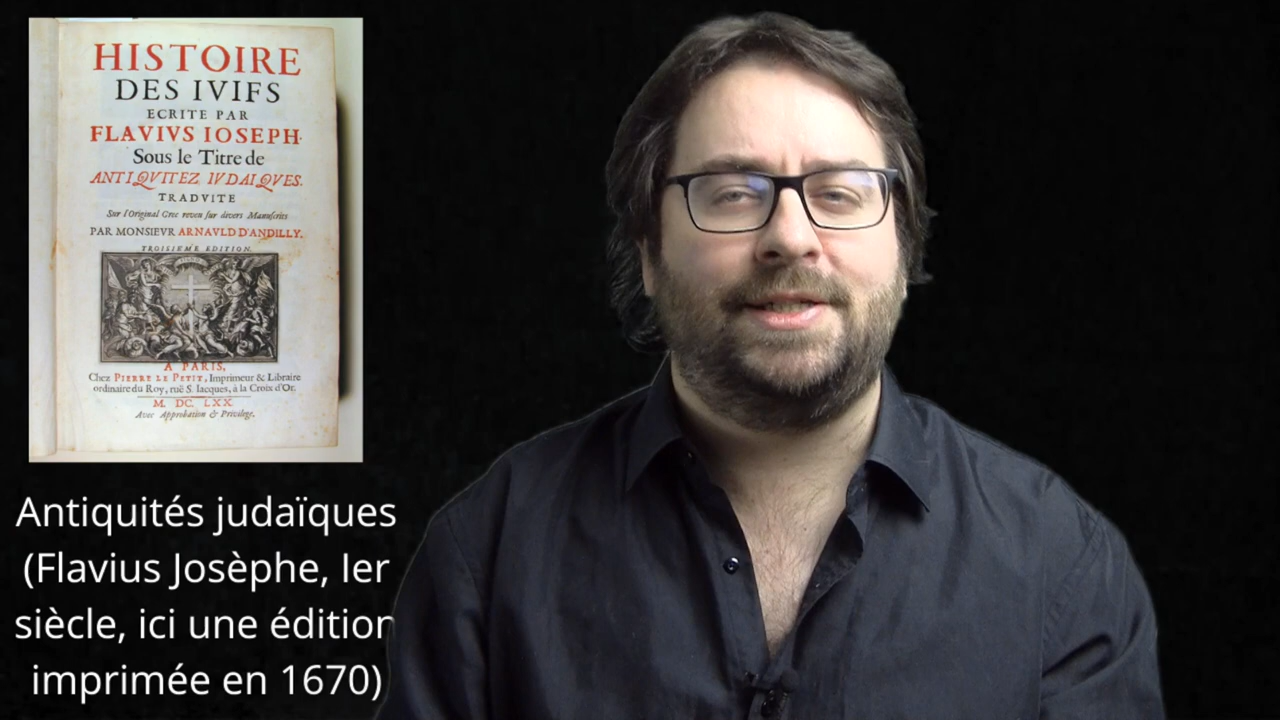 HISTOIRE
DES IVIFS
ECRITE PAR
FLAVIVS IOSEPH.
Sous le Titre de
ANTIQVITEZ IVDAIQVES.
TRADVITE
Sur l'Original Grec reveu sur divers Manuscrits
PAR MONSIEVR ARNAVLD D'ANDILLY.
TROISIEME EDITION.
A PARIS,
Chez PIERRE LE PETIT, Imprimeur & Libraire
ordinaire du Roy, ruë S. Iacques, à la Croix d'Or.
M. DC. LXX.
Avec Approbation & Privilege.
Antiquités judaïques
(Flavius Josèphe, Ier
siècle, ici une édition
imprimée en 1670)